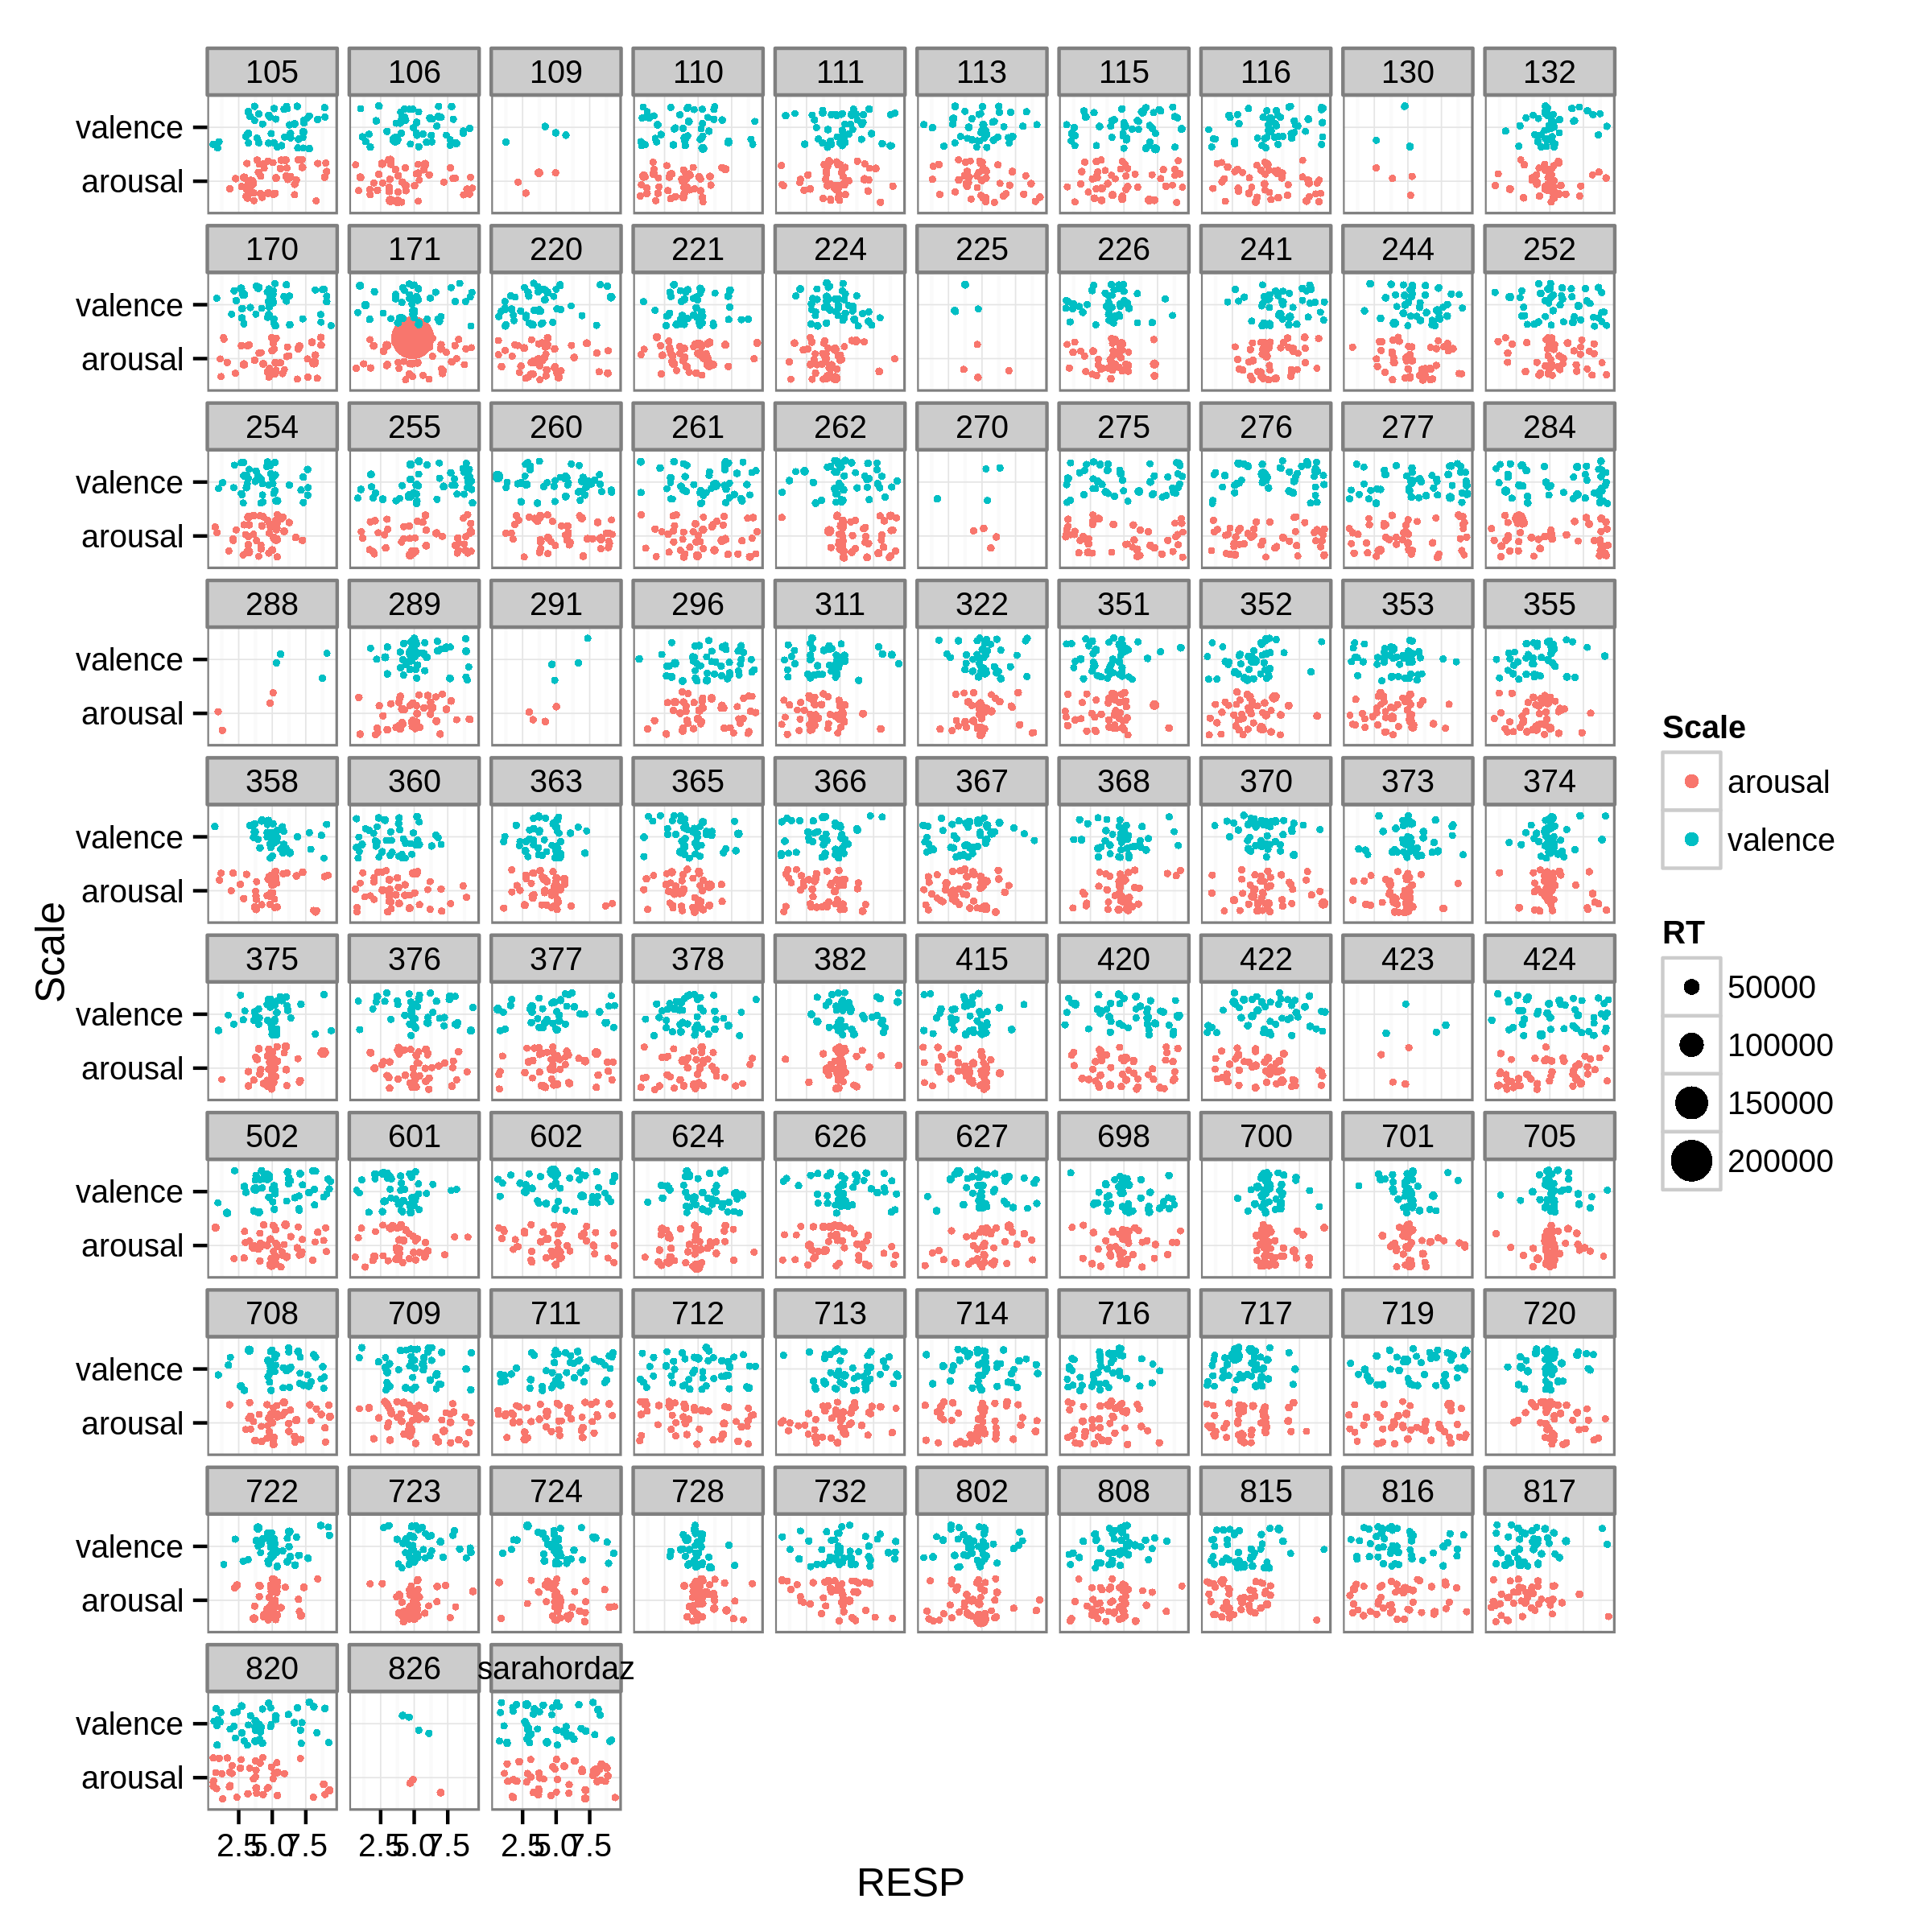 105 106 109 110 111 113 115 116 130 132
valence
arousal
170 171 220 221 224 225 226 241 244 252
valence
arousal
254 255 260 261 262 270 275 276 277 284
valence
arousal
288 289 291 296 311 322 351 352 353 355
valence
arousal
358 360 363 365 366 367 368 370 373 374
valence
arousal
375 376 377 378 382 415 420 422 423 424
valence
arousal
502 601 602 624 626 627 698 700 701 705
valence
arousal
708 709 711 712 713 714 716 717 719 720
valence
arousal
722 723 724 728 732 802 808 815 816 817
valence
arousal
820 826 sarahordaz
valence
arousal
2.5 5.0 7.5 2.5 5.0 7.5 2.5 5.0 7.5
RESP
Scale
Scale
arousal
valence
RT
50000
100000
150000
200000